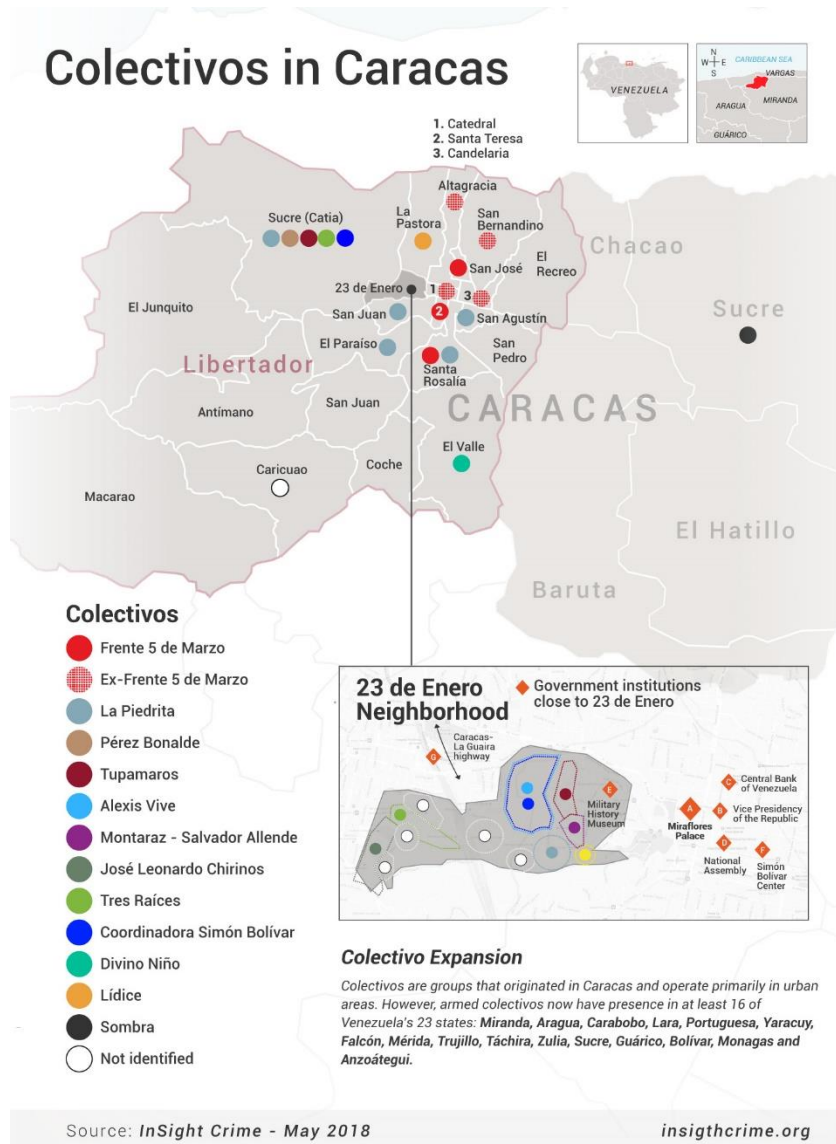 Colectivos in Caracas
N
W E
S
VENEZUELA
CARIBBEAN SEA
VARGAS
ARAGUA
MIRANDA
GUÁRICO
1. Catedral
2. Santa Teresa
3. Candelaria
Altagracia
Sucre (Catia)
La
Pastora
San
Bernandino
El
Recreo
Chacao
San José
23 de Enero
1
3
El Junquito
San Juan
2
San Agustín
Sucre
El Paraíso
San
Pedro
Libertador
Santa
Rosalía
Antímano
San Juan
CARACAS
El Valle
Caricuao
Coche
Macarao
El Hatillo
Baruta
Colectivos
Frente 5 de Marzo
Ex-Frente 5 de Marzo
La Piedrita
Pérez Bonalde
Tupamaros
Alexis Vive
Montaraz - Salvador Allende
José Leonardo Chirinos
Tres Raíces
Coordinadora Simón Bolívar
Divino Niño
Lídice
Sombra
Not identified
23 de Enero
Neighborhood
Government institutions
close to 23 de Enero
Caracas-
La Guaira
highway
G
E
Military
History
Museum
A
Miraflores
Palace
C
Central Bank
of Venezuela
B
Vice Presidency
of the Republic
D
National
Assembly
F
Simón
Bolívar
Center
Colectivo Expansion
Colectivos are groups that originated in Caracas and operate primarily in urban
areas. However, armed colectivos now have presence in at least 16 of
Venezuela's 23 states: Miranda, Aragua, Carabobo, Lara, Portuguesa, Yaracuy,
Falcón, Mérida, Trujillo, Táchira, Zulia, Sucre, Guárico, Bolívar, Monagas and
Anzoátegui.
Source: InSight Crime - May 2018
insigthcrime.org